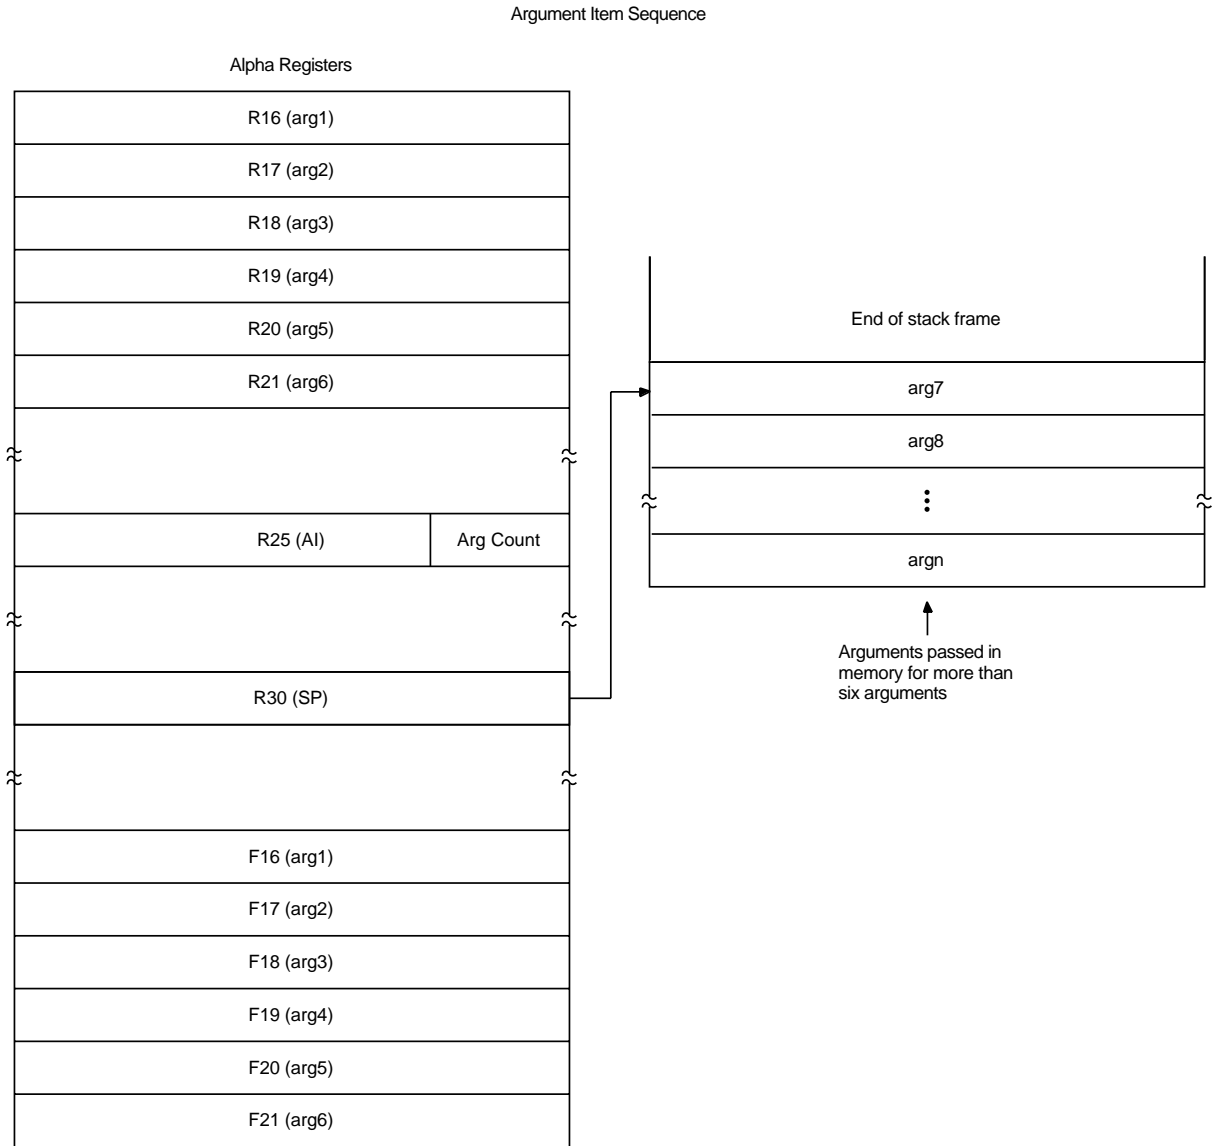 Argument Item Sequence
Alpha Registers
R16 (arg1)
R17 (arg2)
R18 (arg3)
R19 (arg4)
R20 (arg5)
R21 (arg6)
R25 (AI)
Arg Count
R30 (SP)
F16 (arg1)
F17 (arg2)
F18 (arg3)
F19 (arg4)
F20 (arg5)
F21 (arg6)
End of stack frame
arg7
arg8
argn
Arguments passed in
memory for more than
six arguments